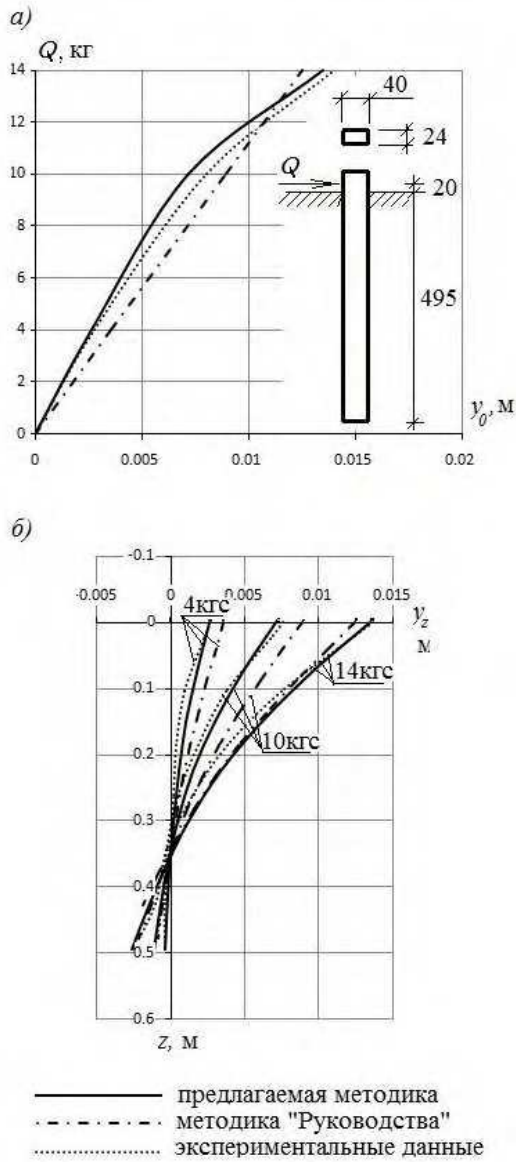 а)
Q, кг
14
12
10
8
6
4
2
0
0 0.005 0.01 0.015 0.02
y0, м
40
24
Q
20
495
б)
-0.1
-0.005 0 0.005 0.01 0.015
0
yz
м
4кгс
14кгс
10кгс
0.1
0.2
0.3
0.4
0.5
0.6
z, м
предлагаемая методика
методика "Руководства"
экспериментальные данные